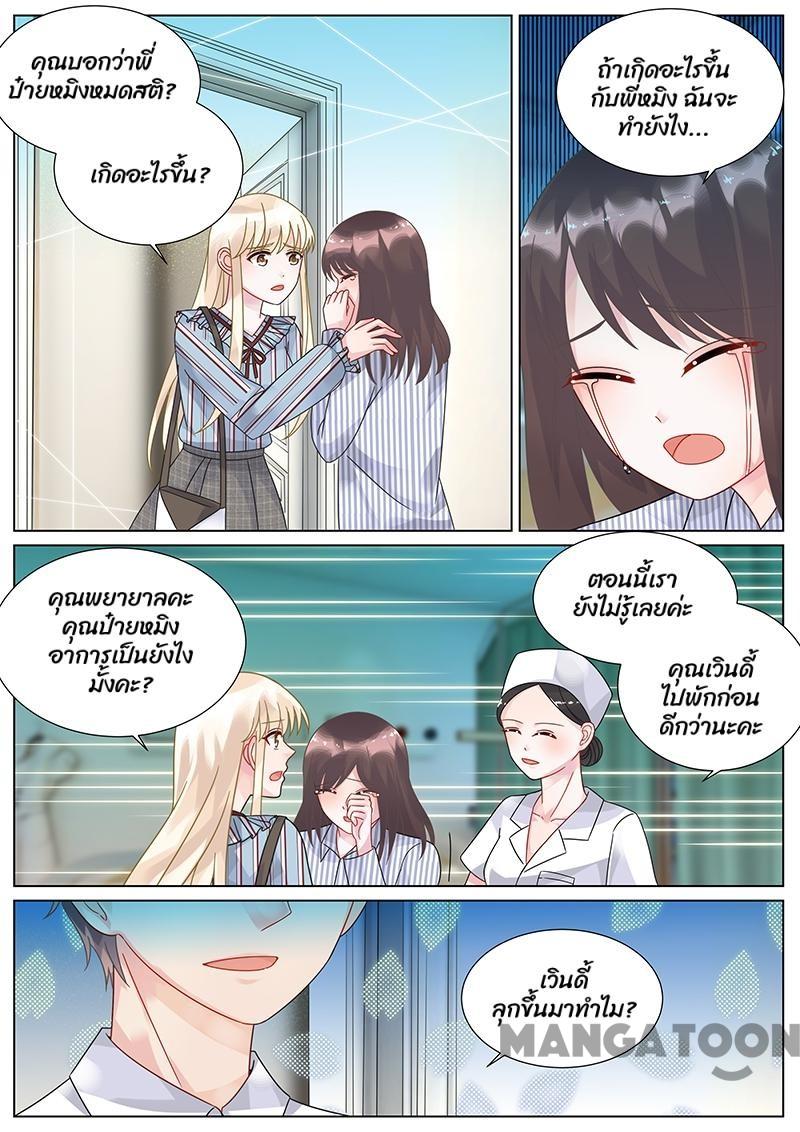 คุณบอกว่าพี่
ป๋ายหมิงหมดสติ?
เกิดอะไรขึ้น?
ถ้าเกิดอะไรขึ้น
กับพี่หมิง ฉันจะ
ทำยังไง...
คุณพยายาลคะ
คุณป๋ายหมิง
อาการเป็นยังไง
มั้งคะ?
ตอนนี้เรา
ยังไม่รู้เลยค่ะ
คุณเวินดี้
ไปพักก่อน
ดีกว่านะคะ
เวินดี้
ลุกขึ้นมาทำไม?
MANGATOON